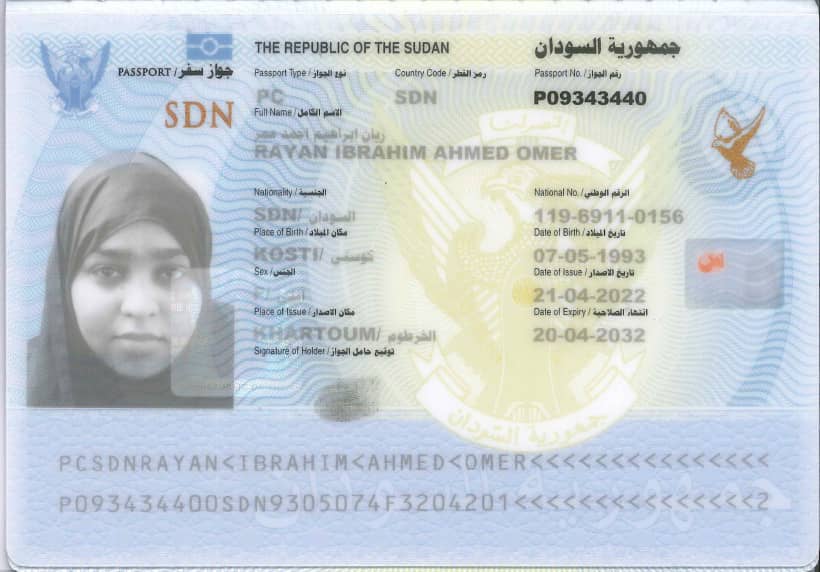 THE REPUBLIC OF THE SUDAN
جمهورية السودان
PASSPORT / جواز سفر
SDN
Passport Type / نوع الجواز
Country Code / رمز القطر
Passport No. / رقم الجواز
PC
SDN
P09343440
Full Name / الاسم الكامل
ريان ابراهيم احمد عمر
RAYAN IBRAHIM AHMED OMER
Nationality / الجنسية
National No. / الرقم الوطني
SDN/ السودان
119-6911-0156
Place of Birth / مكان الميلاد
Date of Birth / تاريخ الميلاد
KOSTI/ كوستي
07-05-1993
Sex / الجنس
Date of Issue / تاريخ الاصدار
F/ انثى
21-04-2022
Place of Issue / مكان الاصدار
Date of Expiry / انتهاء الصلاحية
KHARTOUM/ الخرطوم
20-04-2032
Signature of Holder / توقيع حامل الجواز
س
جمهورية السودان
PCSDNRAYAN<IBRAHIM<AHMED<OMER<<<<<<<<<<<<<<<
P093434400SDN9305074F3204201<<<<<<<<<<<<<<<2
جمهورية السودان